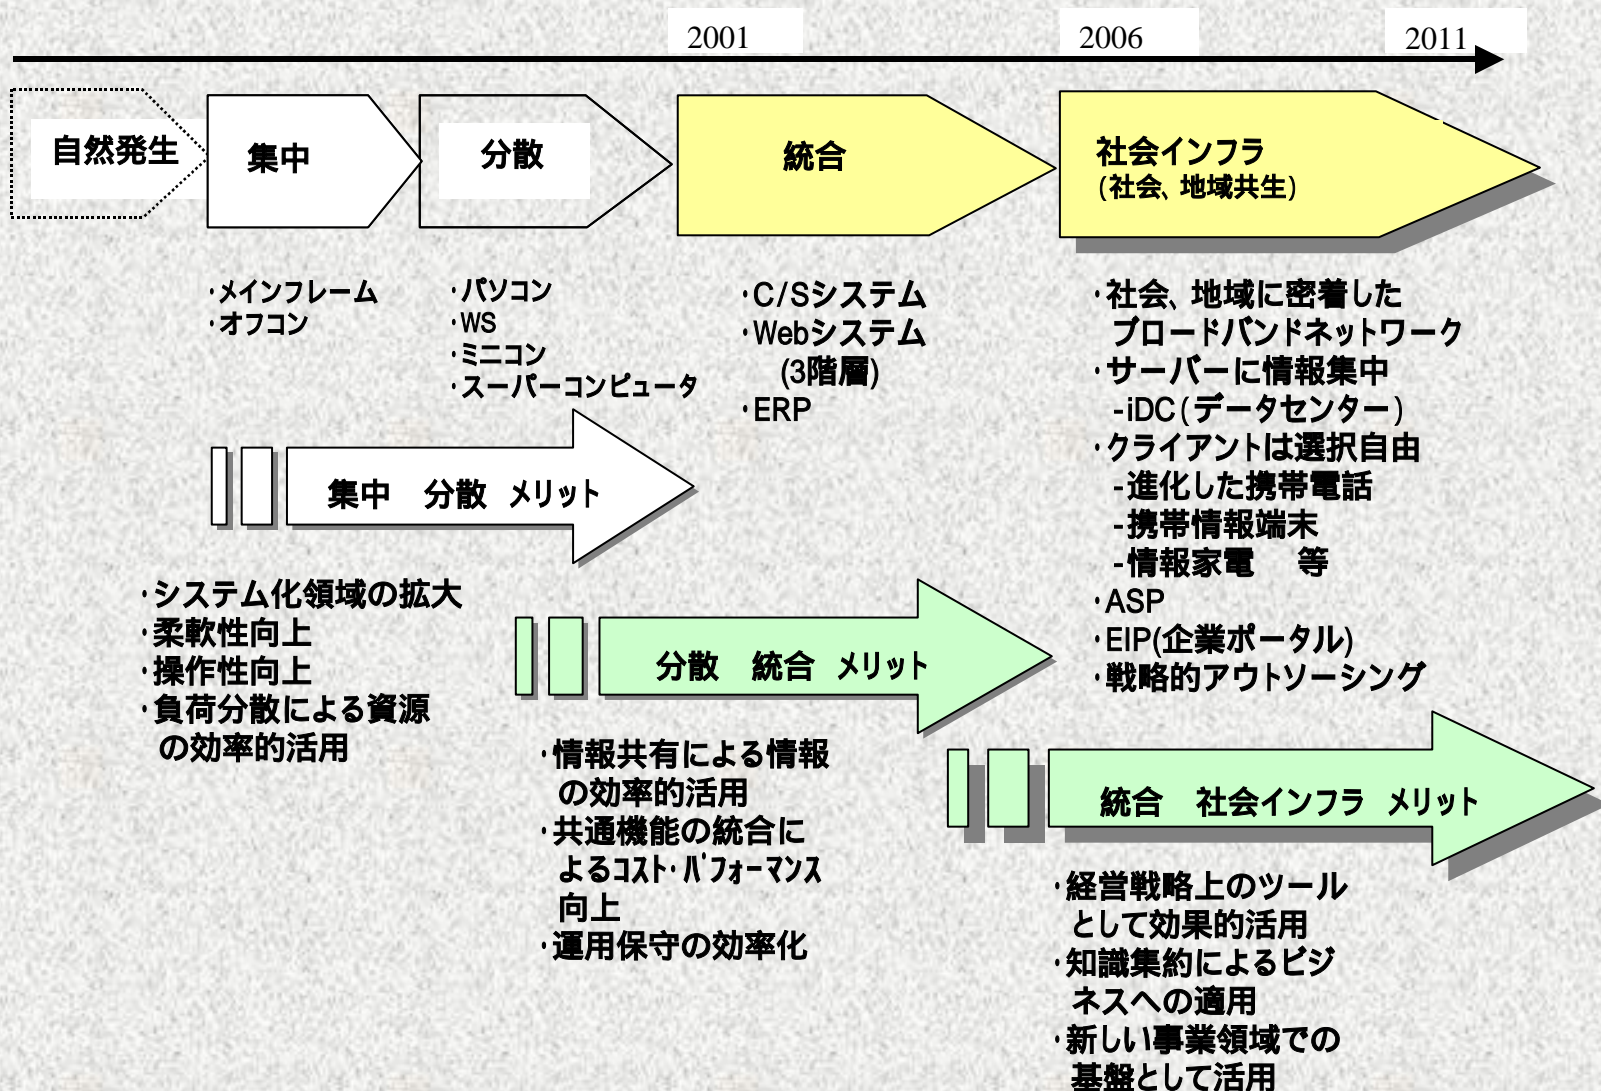 2001
2006
2011
自然発生
集中
分散
統合
社会インフラ
(社会、地域共生)
・メインフレーム
・オフコン
・パソコン
・WS
・ミニコン
・スーパーコンピュータ
・C/Sシステム
・Webシステム
(3階層)
・ERP
・社会、地域に密着した
ブロードバンドネットワーク
・サーバーに情報集中
-iDC(データセンター)
・クライアントは選択自由
-進化した携帯電話
-携帯情報端末
-情報家電 等
・ASP
・EIP(企業ポータル)
・戦略的アウトソーシング
集中 分散 メリット
・システム化領域の拡大
・柔軟性向上
・操作性向上
・負荷分散による資源
の効率的活用
分散 統合 メリット
・情報共有による情報
の効率的活用
・共通機能の統合に
よるコスト・パフォーマンス
向上
・運用保守の効率化
統合 社会インフラ メリット
・経営戦略上のツール
として効果的活用
・知識集約によるビジ
ネスへの適用
・新しい事業領域での
基盤として活用